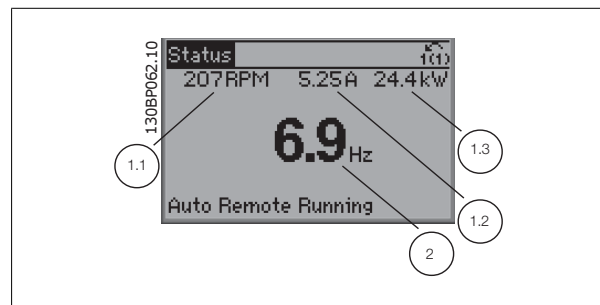 130BP062.10
Status
1(1)
207RPM 5.25A 24.4kW
6.9Hz
1.1
1.3
Auto Remote Running
1.2
2